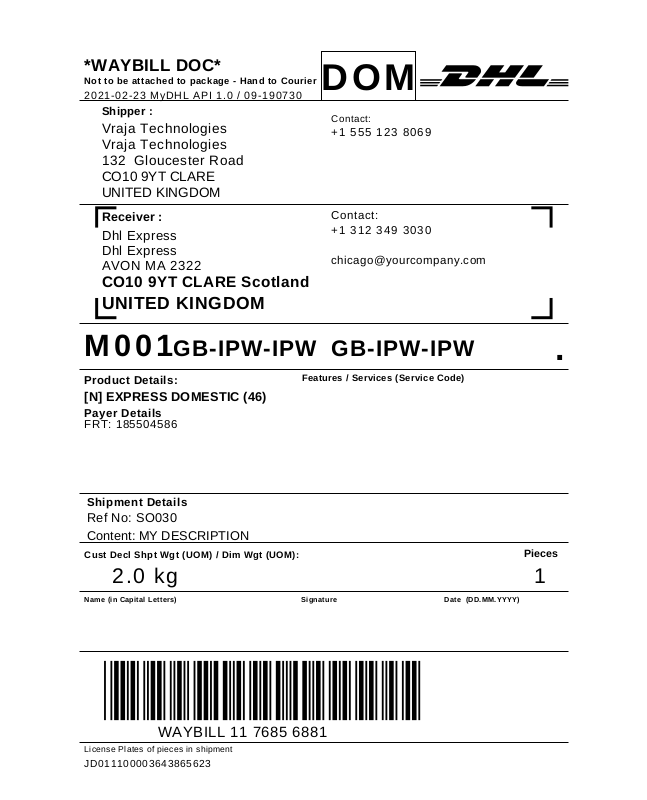 *WAYBILL DOC*
Not to be attached to package - Hand to Courier
2021-02-23 MyDHL API 1.0 / 09-190730
DOM
DHL
Shipper :
Vraja Technologies
Vraja Technologies
132  Gloucester Road
CO10 9YT CLARE
UNITED KINGDOM
Contact:
+1 555 123 8069
Receiver :
Dhl Express
Dhl Express
AVON MA 2322
CO10 9YT CLARE Scotland
UNITED KINGDOM
Contact:
+1 312 349 3030
chicago@yourcompany.com
M001GB-IPW-IPW  GB-IPW-IPW .
Product Details:
[N] EXPRESS DOMESTIC (46)
Payer Details
FRT: 185504586
Features / Services (Service Code)
Shipment Details
Ref No: SO030
Content: MY DESCRIPTION
Cust Decl Shpt Wgt (UOM) / Dim Wgt (UOM):
2.0 kg
Pieces
1
Name (in Capital Letters)
Signature
Date  (DD.MM.YYYY)
WAYBILL 11 7685 6881
License Plates of pieces in shipment
JD011100003643865623